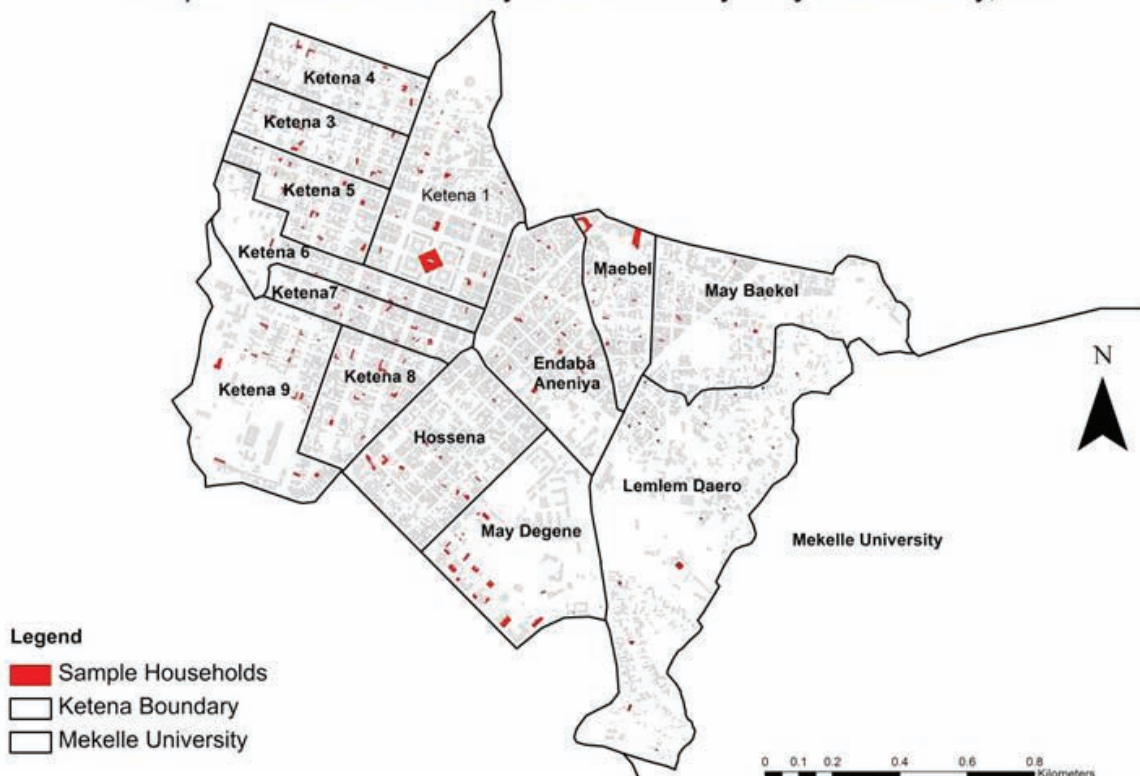 Ketena 4
Ketena 3
Ketena 5
Ketena 1
Ketena 6
Ketena7
Maebel
May Baekel
Endaba
Aneniya
Ketena 8
Ketena 9
Hossena
Lemlem Daero
May Degene
Mekelle University
N
Legend
Sample Households
Ketena Boundary
Mekelle University
0 0.1 0.2 0.4 0.6 0.8
Kilometers